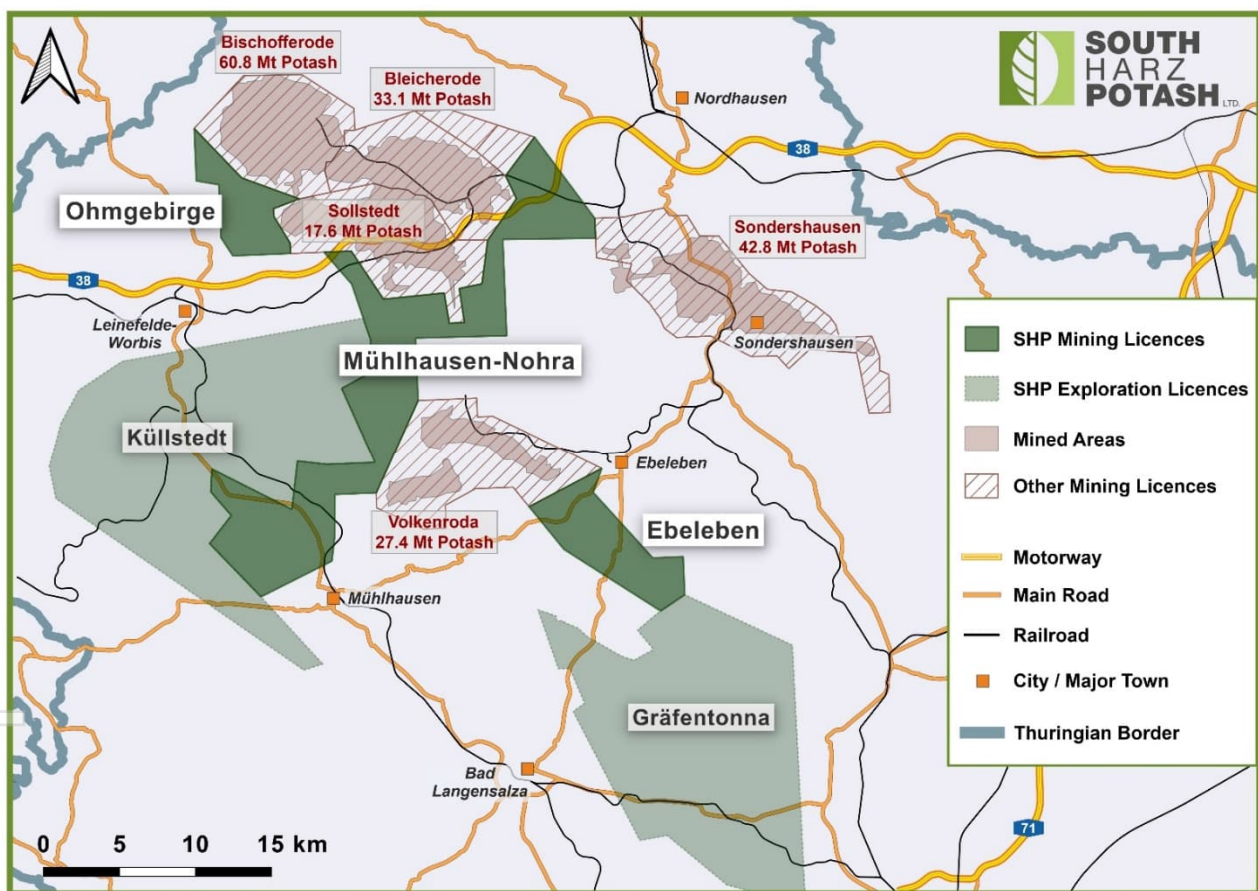 Bischofferode
60.8 Mt Potash
Bleicherode
33.1 Mt Potash
Nordhausen
SOUTH
HARZ
POTASH LTD.
38
Ohmgebirge
Sollstedt
17.6 Mt Potash
Sondershausen
42.8 Mt Potash
38
Leinefelde-
Worbis
Sondershausen
Mühlhausen-Nohra
Küllstedt
Ebeleben
Volkenroda
27.4 Mt Potash
Ebeleben
Mühlhausen
Gräfentonna
Bad
Langensalza
SHP Mining Licences
SHP Exploration Licences
Mined Areas
Other Mining Licences
Motorway
Main Road
Railroad
City / Major Town
Thuringian Border
71
0 5 10 15 km